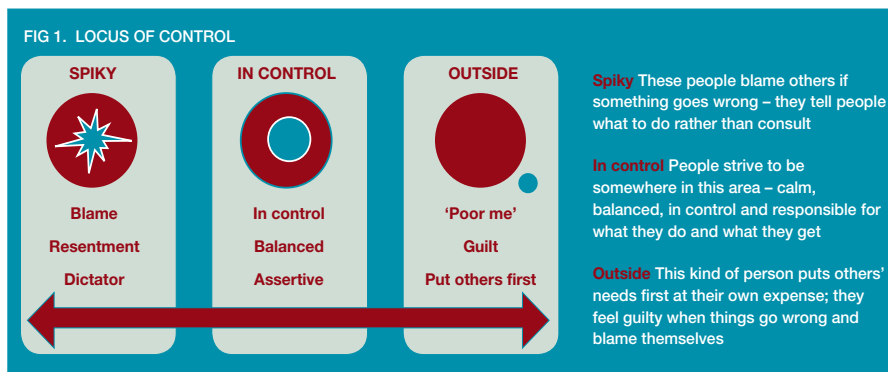 FIG 1. LOCUS OF CONTROL
SPIKY
Blame
Resentment
Dictator
IN CONTROL
In control
Balanced
Assertive
OUTSIDE
‘Poor me’
Guilt
Put others first
Spiky These people blame others if
something goes wrong – they tell people
what to do rather than consult
In control People strive to be
somewhere in this area – calm,
balanced, in control and responsible for
what they do and what they get
Outside This kind of person puts others’
needs first at their own expense; they
feel guilty when things go wrong and
blame themselves